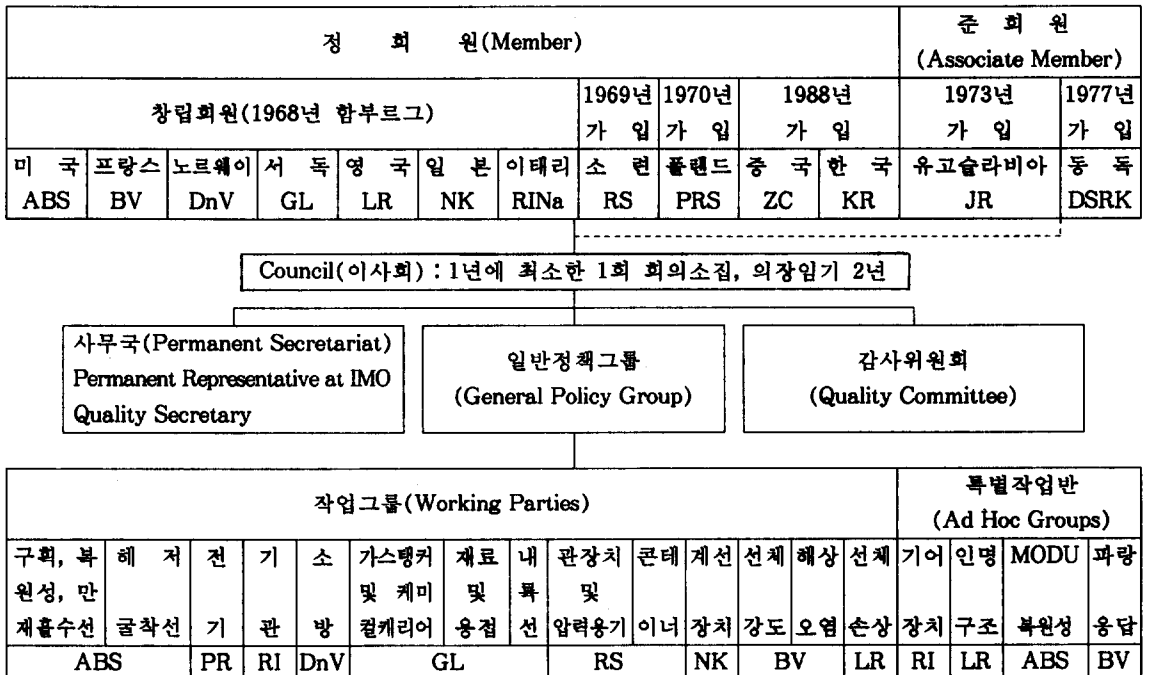 정 회 원(Member)
준 회 원
(Associate Member)
창립회원(1968년 함부르그)
1969년 가 입
1970년 가 입
1988년 가 입
1973년 가 입
1977년 가 입
미 국 프랑스 노르웨이 서 독 영 국 일 본 이태리 소 련 폴랜드 중 국 한 국 유고슬라비아 동 독
ABS BV DnV GL LR NK RINa RS PRS ZC KR JR DSRK
Council(이사회) : 1년에 최소한 1회 회의소집, 의장임기 2년
사무국(Permanent Secretariat)
Permanent Representative at IMO
Quality Secretary
일반정책그룹
(General Policy Group)
감사위원회
(Quality Committee)
작업그룹(Working Parties)
특별작업반
(Ad Hoc Groups)
구획, 복 헤 저 전 기 소 가스탱커 재료 내 관장치 콘테 계선 선체 해상 선체 기어 인명 MODU 파랑
원성, 만 및 케미 및 륙 및
재흘수선 굴착선 기 관 방 컬캐리어 용접 선 압력용기 이너 장치 강도 오염 손상 장치 구조 복원성 응답
ABS PR RI DnV GL RS NK BV LR RI LR ABS BV